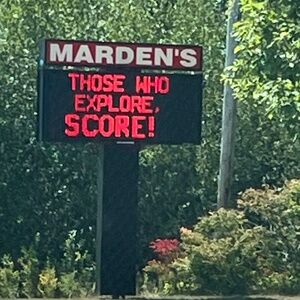 MARDEN'S
THOSE WHO
EXPLORE,
SCORE!